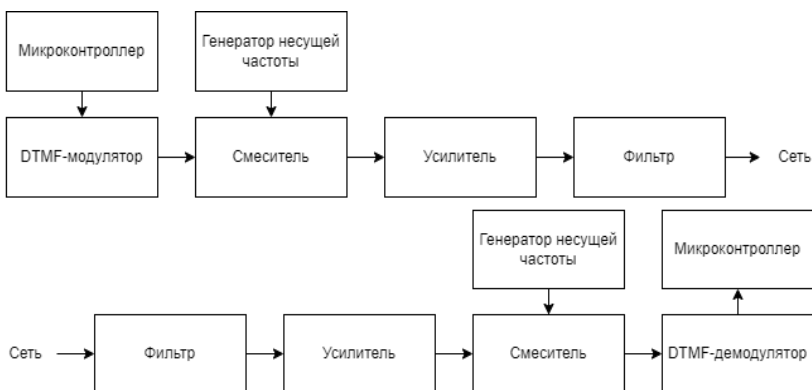 Микроконтроллер
Генератор несущей
частоты
DTMF-модулятор
Смеситель
Усилитель
Фильтр
Сеть
Генератор несущей
частоты
Микроконтроллер
Сеть
Фильтр
Усилитель
Смеситель
DTMF-демодулятор